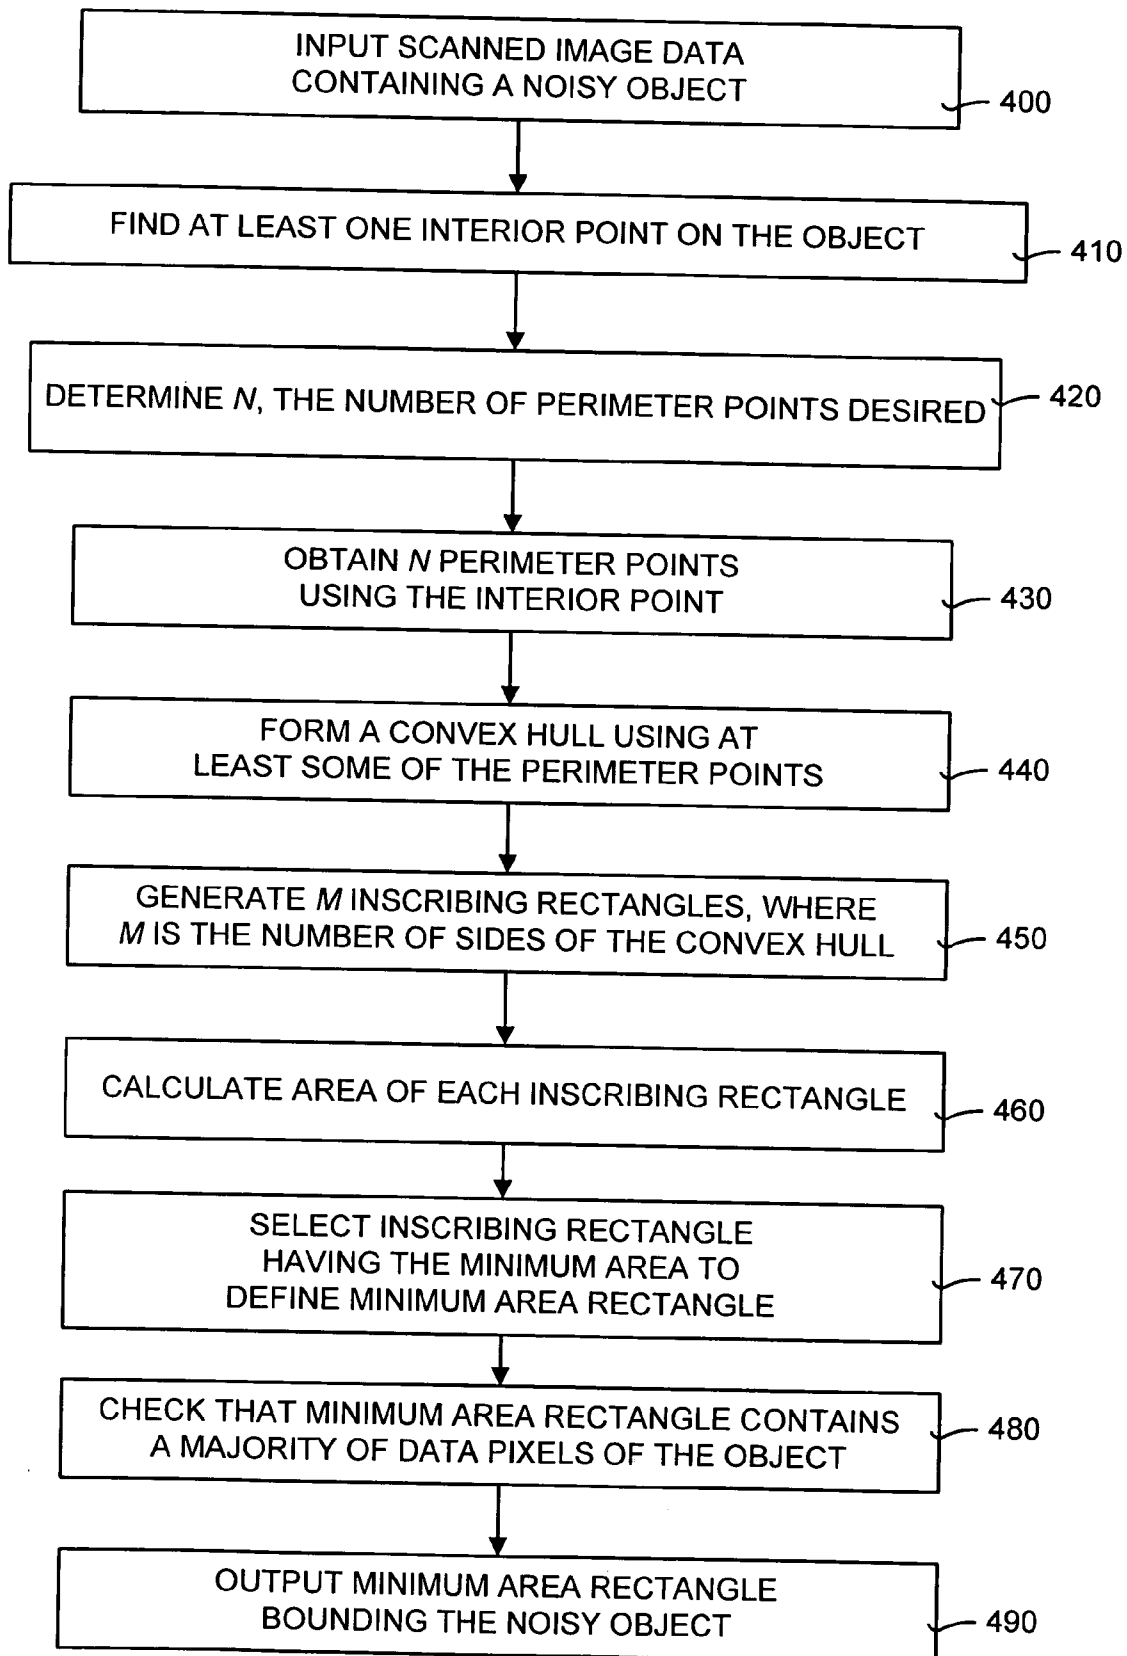 INPUT SCANNED IMAGE DATA
CONTAINING A NOISY OBJECT
400
FIND AT LEAST ONE INTERIOR POINT ON THE OBJECT
410
DETERMINE N, THE NUMBER OF PERIMETER POINTS DESIRED
420
OBTAIN N PERIMETER POINTS
USING THE INTERIOR POINT
430
FORM A CONVEX HULL USING AT
LEAST SOME OF THE PERIMETER POINTS
440
GENERATE M INSCRIBING RECTANGLES, WHERE
M IS THE NUMBER OF SIDES OF THE CONVEX HULL
450
CALCULATE AREA OF EACH INSCRIBING RECTANGLE
460
SELECT INSCRIBING RECTANGLE
HAVING THE MINIMUM AREA TO
DEFINE MINIMUM AREA RECTANGLE
470
CHECK THAT MINIMUM AREA RECTANGLE CONTAINS
A MAJORITY OF DATA PIXELS OF THE OBJECT
480
OUTPUT MINIMUM AREA RECTANGLE
BOUNDING THE NOISY OBJECT
490